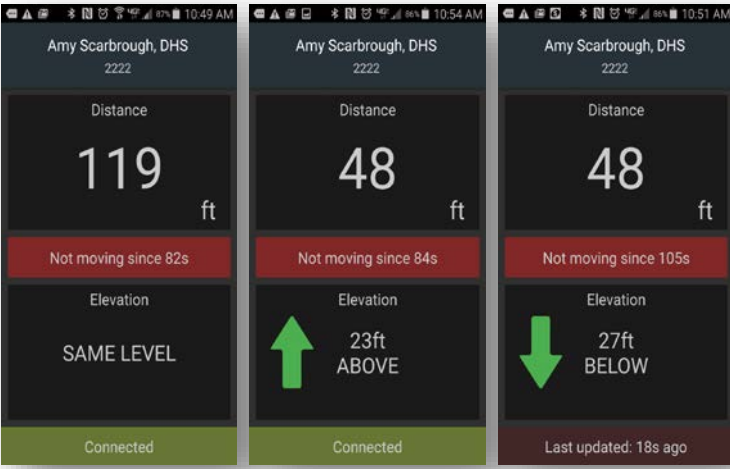 87% 10:49 AM
Amy Scarbrough, DHS
2222
Distance
119
ft
Not moving since 82s
Elevation
SAME LEVEL
Connected
86% 10:54 AM
Amy Scarbrough, DHS
2222
Distance
48
ft
Not moving since 84s
Elevation
23ft
ABOVE
Connected
86% 10:51 AM
Amy Scarbrough, DHS
2222
Distance
48
ft
Not moving since 105s
Elevation
27ft
BELOW
Last updated: 18s ago